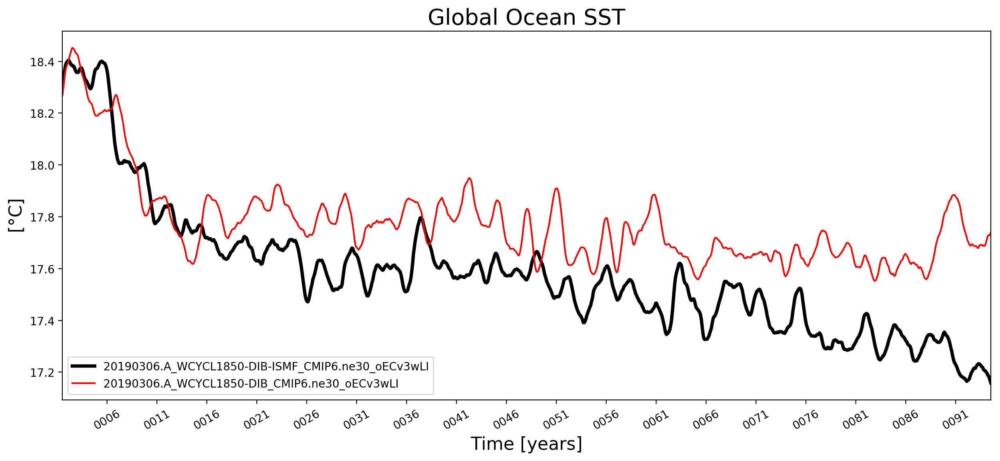 Global Ocean SST
[°C]
18.4
18.2
18.0
17.8
17.6
17.4
17.2
20190306.A_WCYCL1850-DIB-ISMF_CMIP6.ne30_oECv3wLI
20190306.A_WCYCL1850-DIB_CMIP6.ne30_oECv3wLI
0006 0011 0016 0021 0026 0031 0036 0041 0046 0051 0056 0061 0066 0071 0076 0081 0086 0091
Time [years]